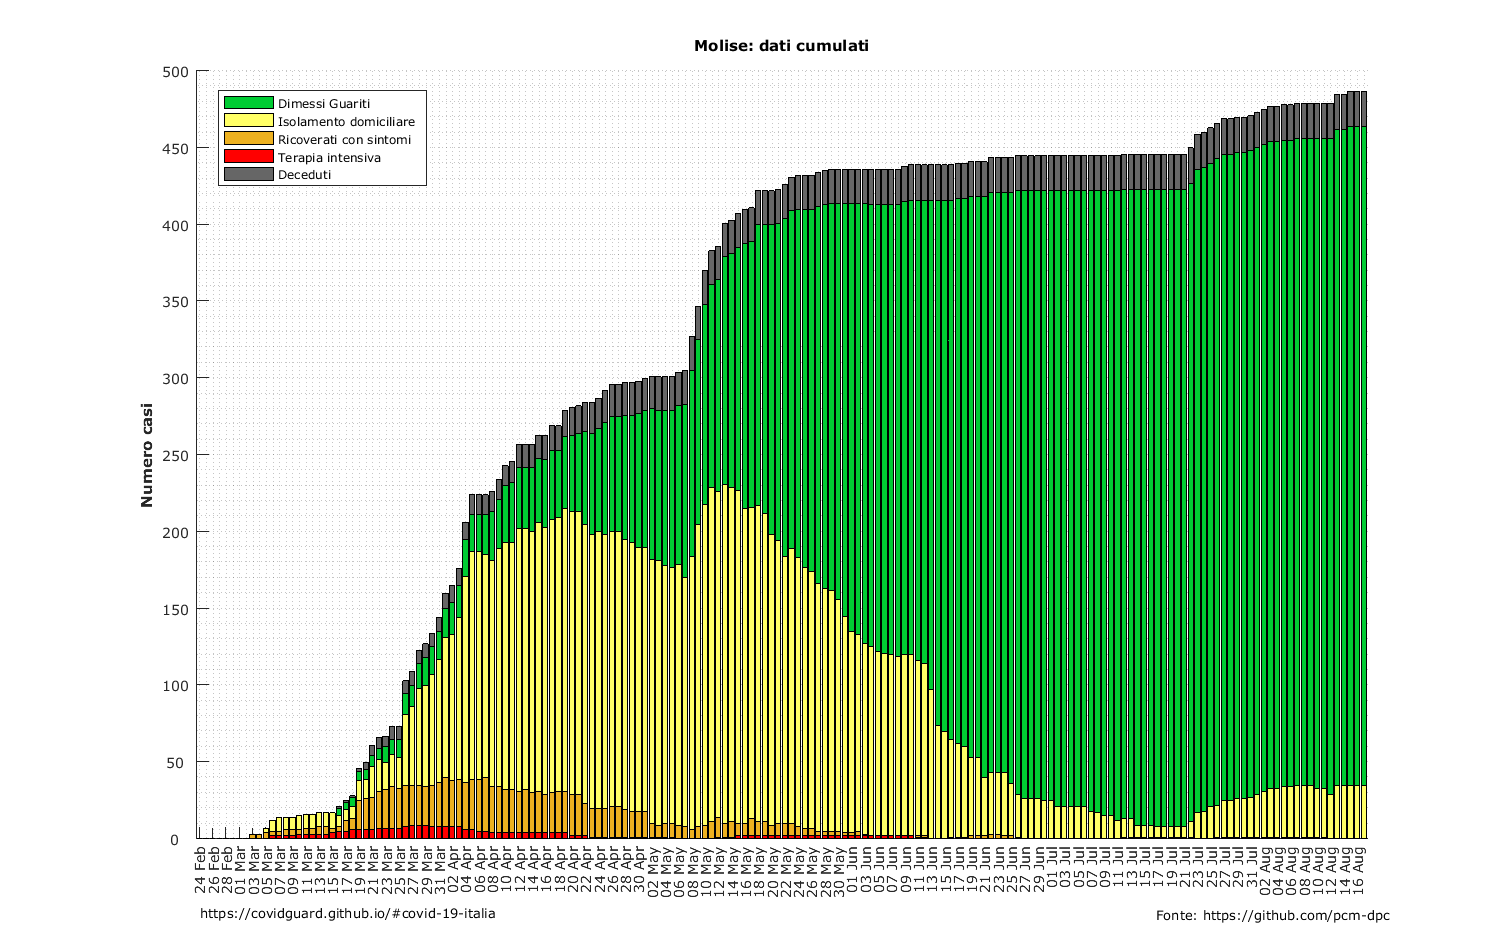 Molise: dati cumulati
Dimessi Guariti
Isolamento domiciliare
Ricoverati con sintomi
Terapia intensiva
Deceduti
Numero casi
500
450
400
350
300
250
200
150
100
50
0
24 Feb
26 Feb
28 Feb
01 Mar
03 Mar
05 Mar
07 Mar
09 Mar
11 Mar
13 Mar
15 Mar
17 Mar
19 Mar
21 Mar
23 Mar
25 Mar
27 Mar
29 Mar
31 Mar
02 Apr
04 Apr
06 Apr
08 Apr
10 Apr
12 Apr
14 Apr
16 Apr
18 Apr
20 Apr
22 Apr
24 Apr
26 Apr
28 Apr
30 Apr
02 May
04 May
06 May
08 May
10 May
12 May
14 May
16 May
18 May
20 May
22 May
24 May
26 May
28 May
30 May
01 Jun
03 Jun
05 Jun
07 Jun
09 Jun
11 Jun
13 Jun
15 Jun
17 Jun
19 Jun
21 Jun
23 Jun
25 Jun
27 Jun
29 Jun
01 Jul
03 Jul
05 Jul
07 Jul
09 Jul
11 Jul
13 Jul
15 Jul
17 Jul
19 Jul
21 Jul
23 Jul
25 Jul
27 Jul
29 Jul
31 Jul
02 Aug
04 Aug
06 Aug
08 Aug
10 Aug
12 Aug
14 Aug
16 Aug
https://covidguard.github.io/#covid-19-italia
Fonte: https://github.com/pcm-dpc